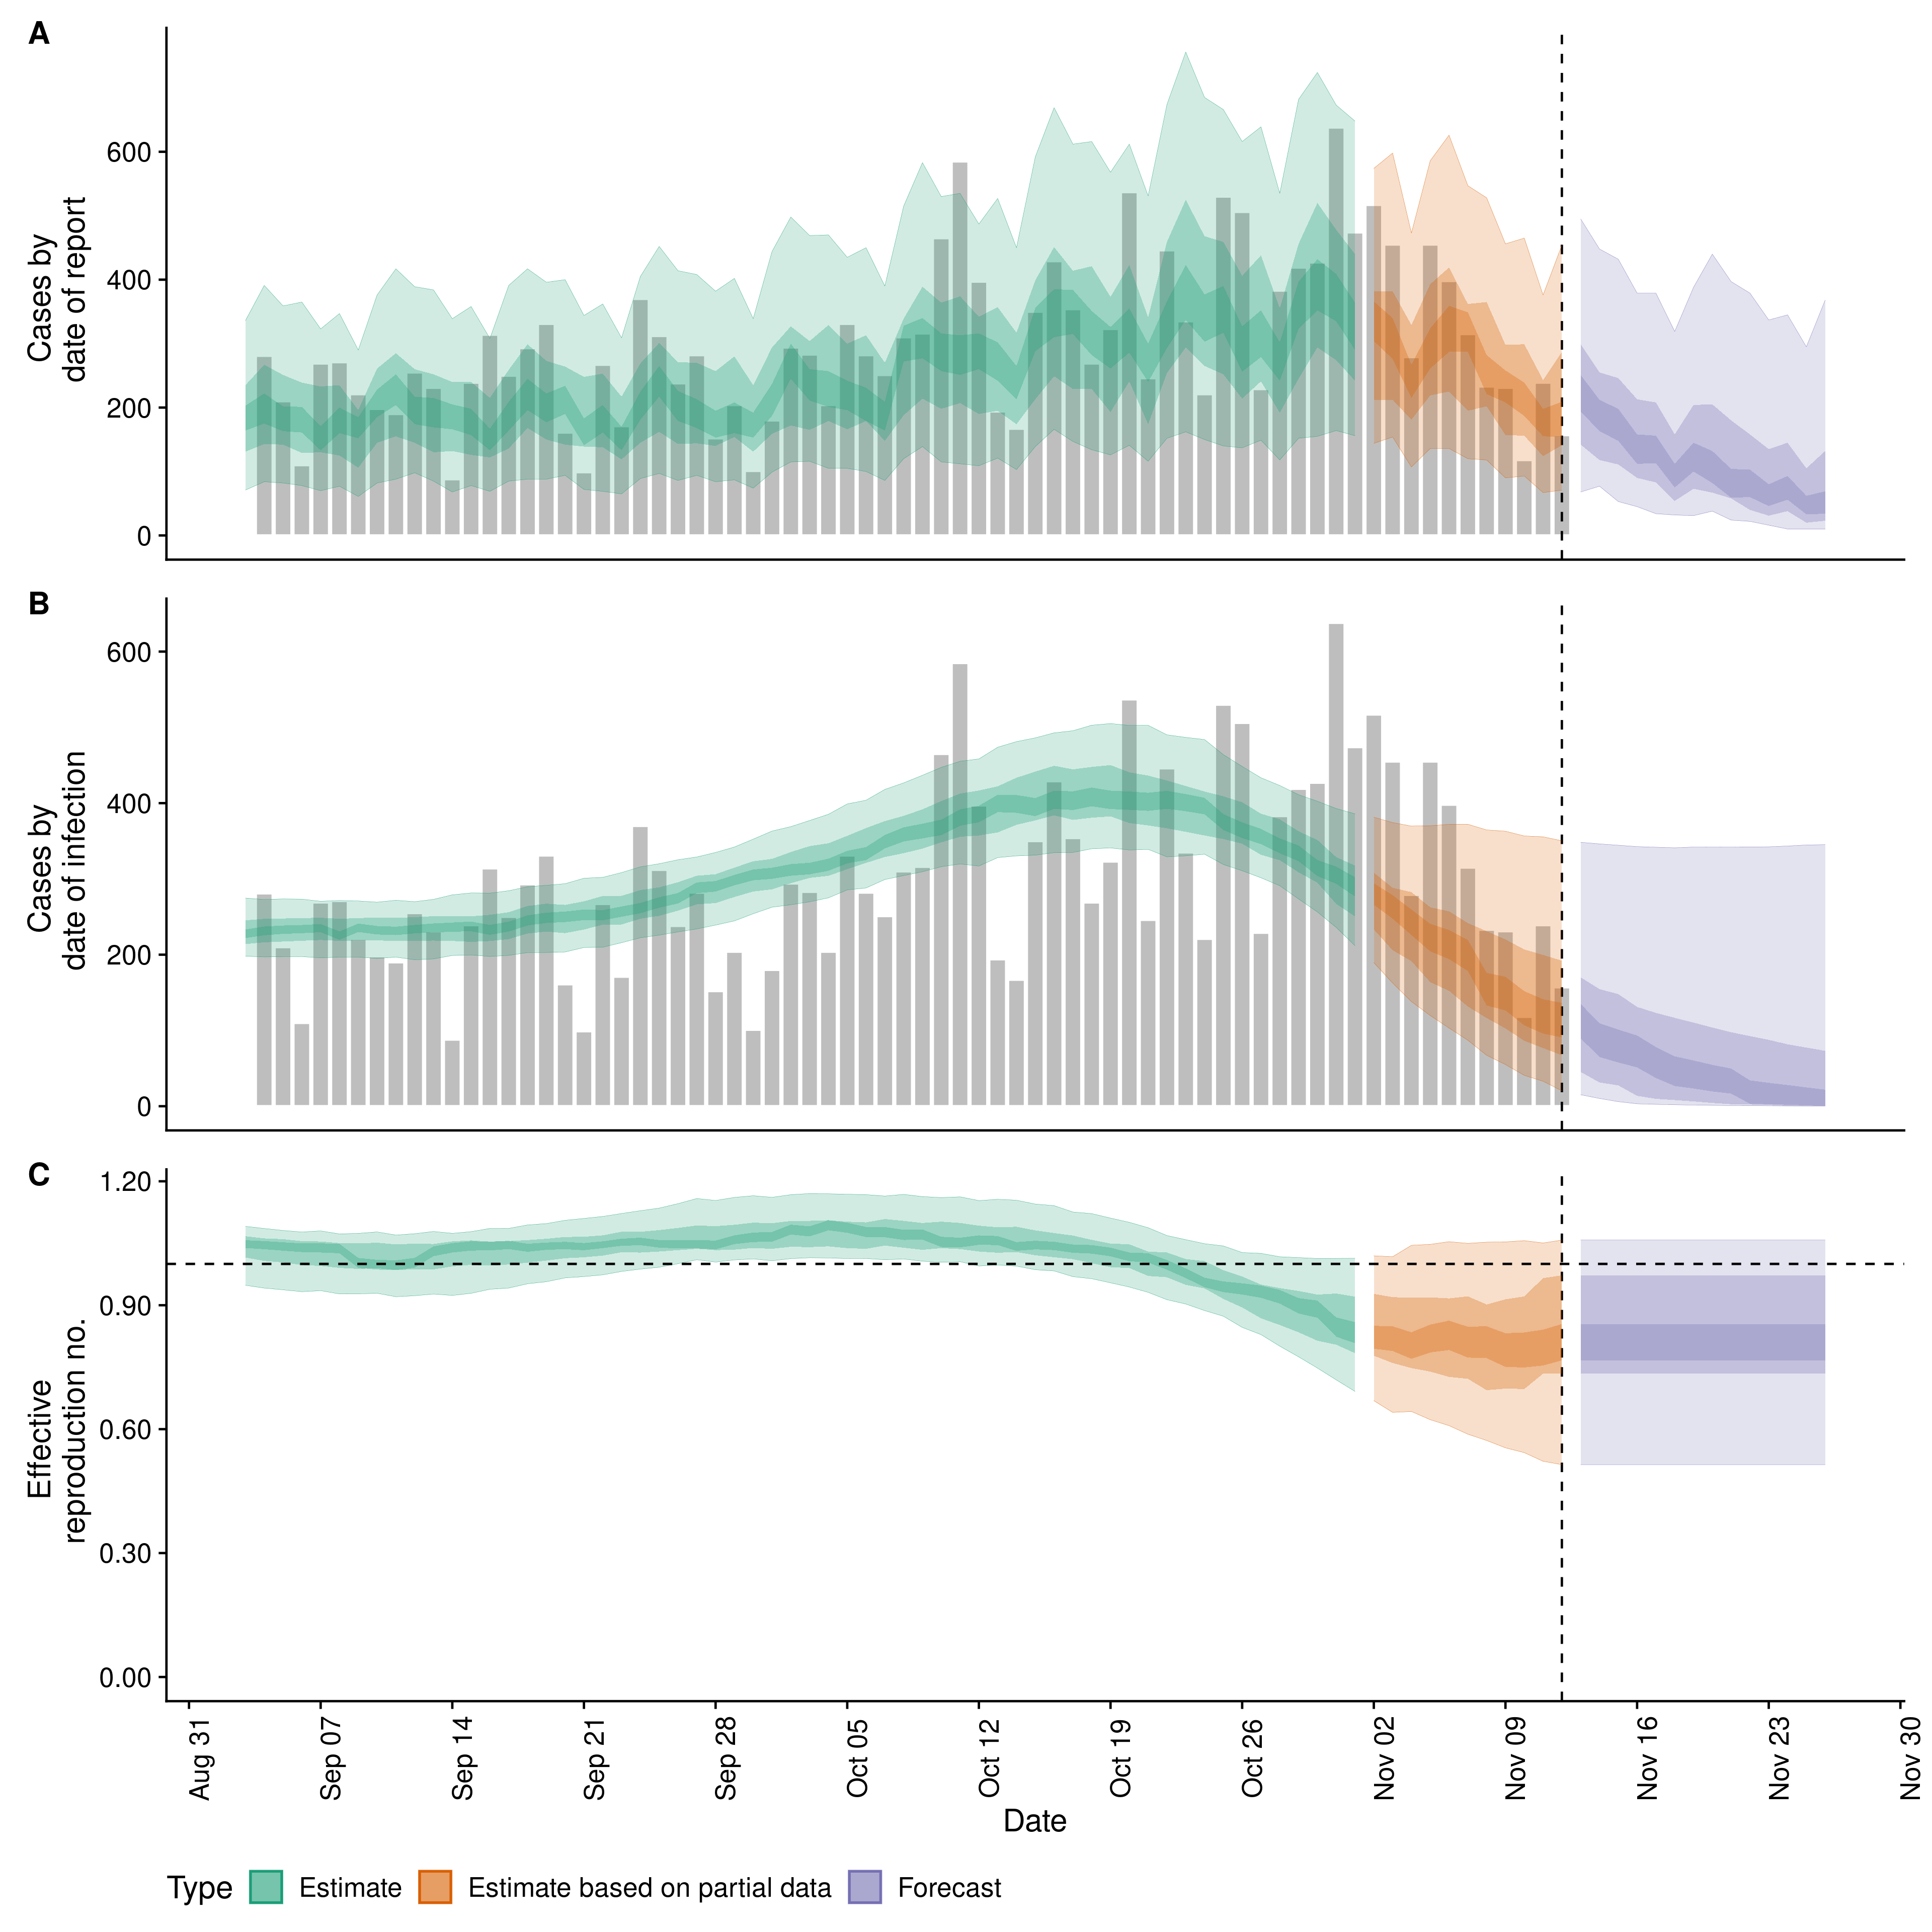 A
Cases by
date of report
600
400
200
0
B
Cases by
date of infection
600
400
200
0
C
Effective
reproduction no.
1.20
0.90
0.60
0.30
0.00
Aug 31
Sep 07
Sep 14
Sep 21
Sep 28
Oct 05
Oct 12
Oct 19
Oct 26
Nov 02
Nov 09
Nov 16
Nov 23
Nov 30
Date
Type Estimate Estimate based on partial data Forecast